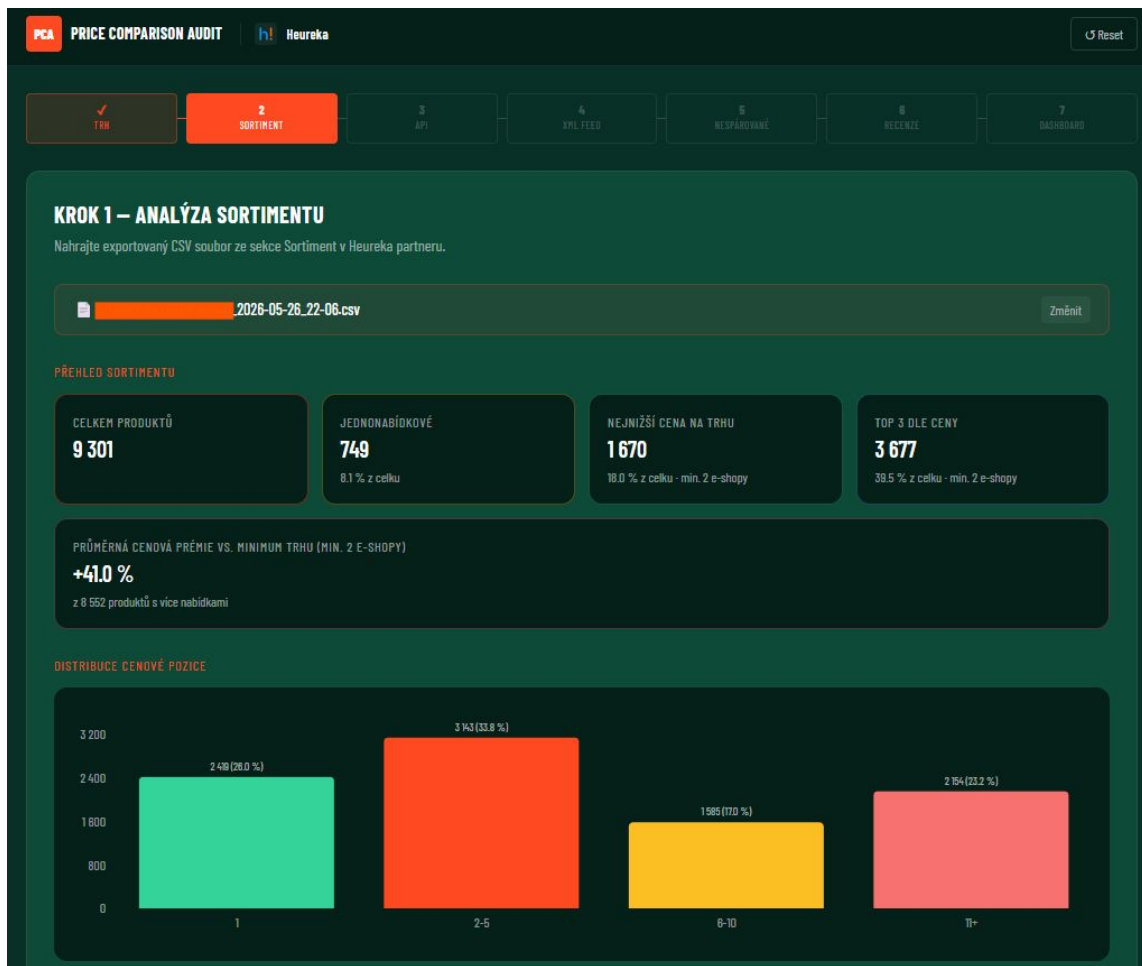 PCA PRICE COMPARISON AUDIT h! Heureka ↺ Reset
✓ 2 3 4 5 6 7
TRH SORTIMENT API XML FEED NESPÁROVANÉ RECENZE DASHBOARD
KROK 1 – ANALÝZA SORTIMENTU
Nahrajte exportovaný CSV soubor ze sekce Sortiment v Heureka partneru.
_2026-05-26_22-06.csv Změnit
PŘEHLED SORTIMENTU
CELKEM PRODUKTŮ JEDNONABÍDKOVÉ NEJNIŽŠÍ CENA NA TRHU TOP 3 DLE CENY
9 301 749 1 670 3 677
8.1 % z celku 18.0 % z celku · min. 2 e-shopy 39.5 % z celku · min. 2 e-shopy
PRŮMĚRNÁ CENOVÁ PRÉMIE VS. MINIMUM TRHU (MIN. 2 E-SHOPY)
+41.0 %
z 8 552 produktů s více nabídkami
DISTRIBUCE CENOVÉ POZICE
3 143 (33.8 %)
3 200
2 419 (26.0 %)
2 400 2 154 (23.2 %)
1 585 (17.0 %)
1 600
800
0
1 2-5 6-10 11+